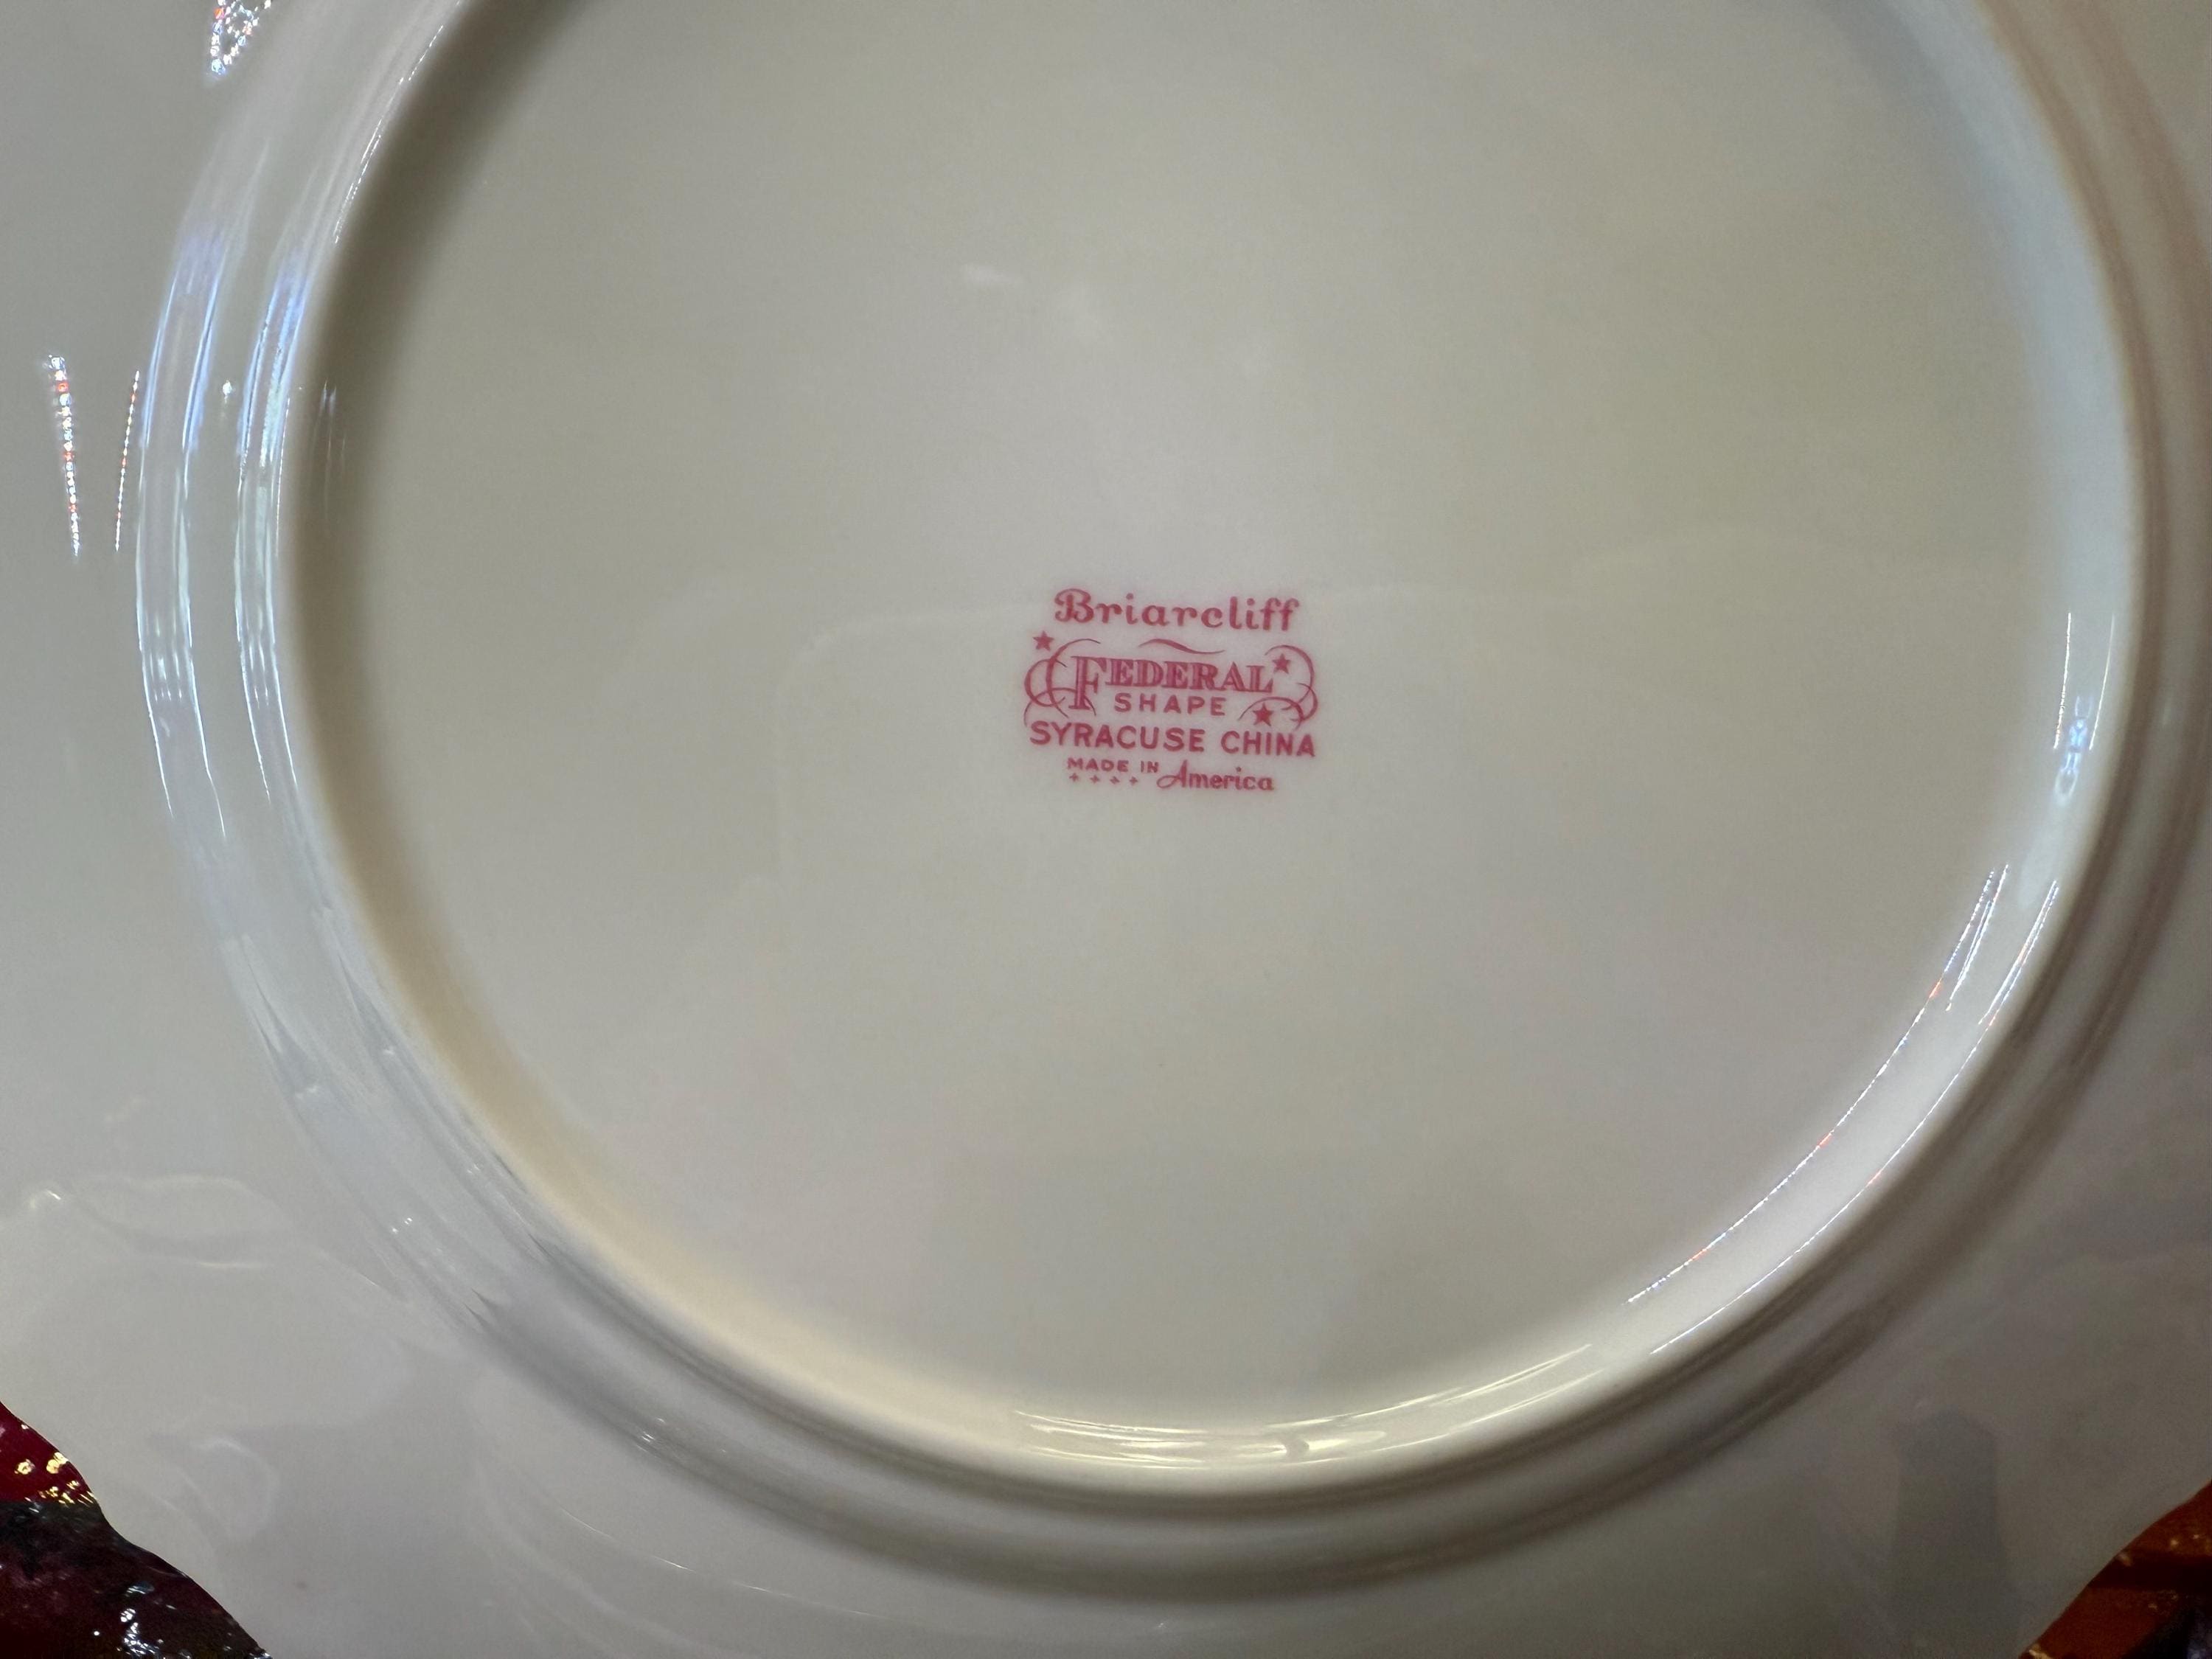 Briarcliff
FEDERAL
SHAPE
SYRACUSE CHINA
MADE IN America